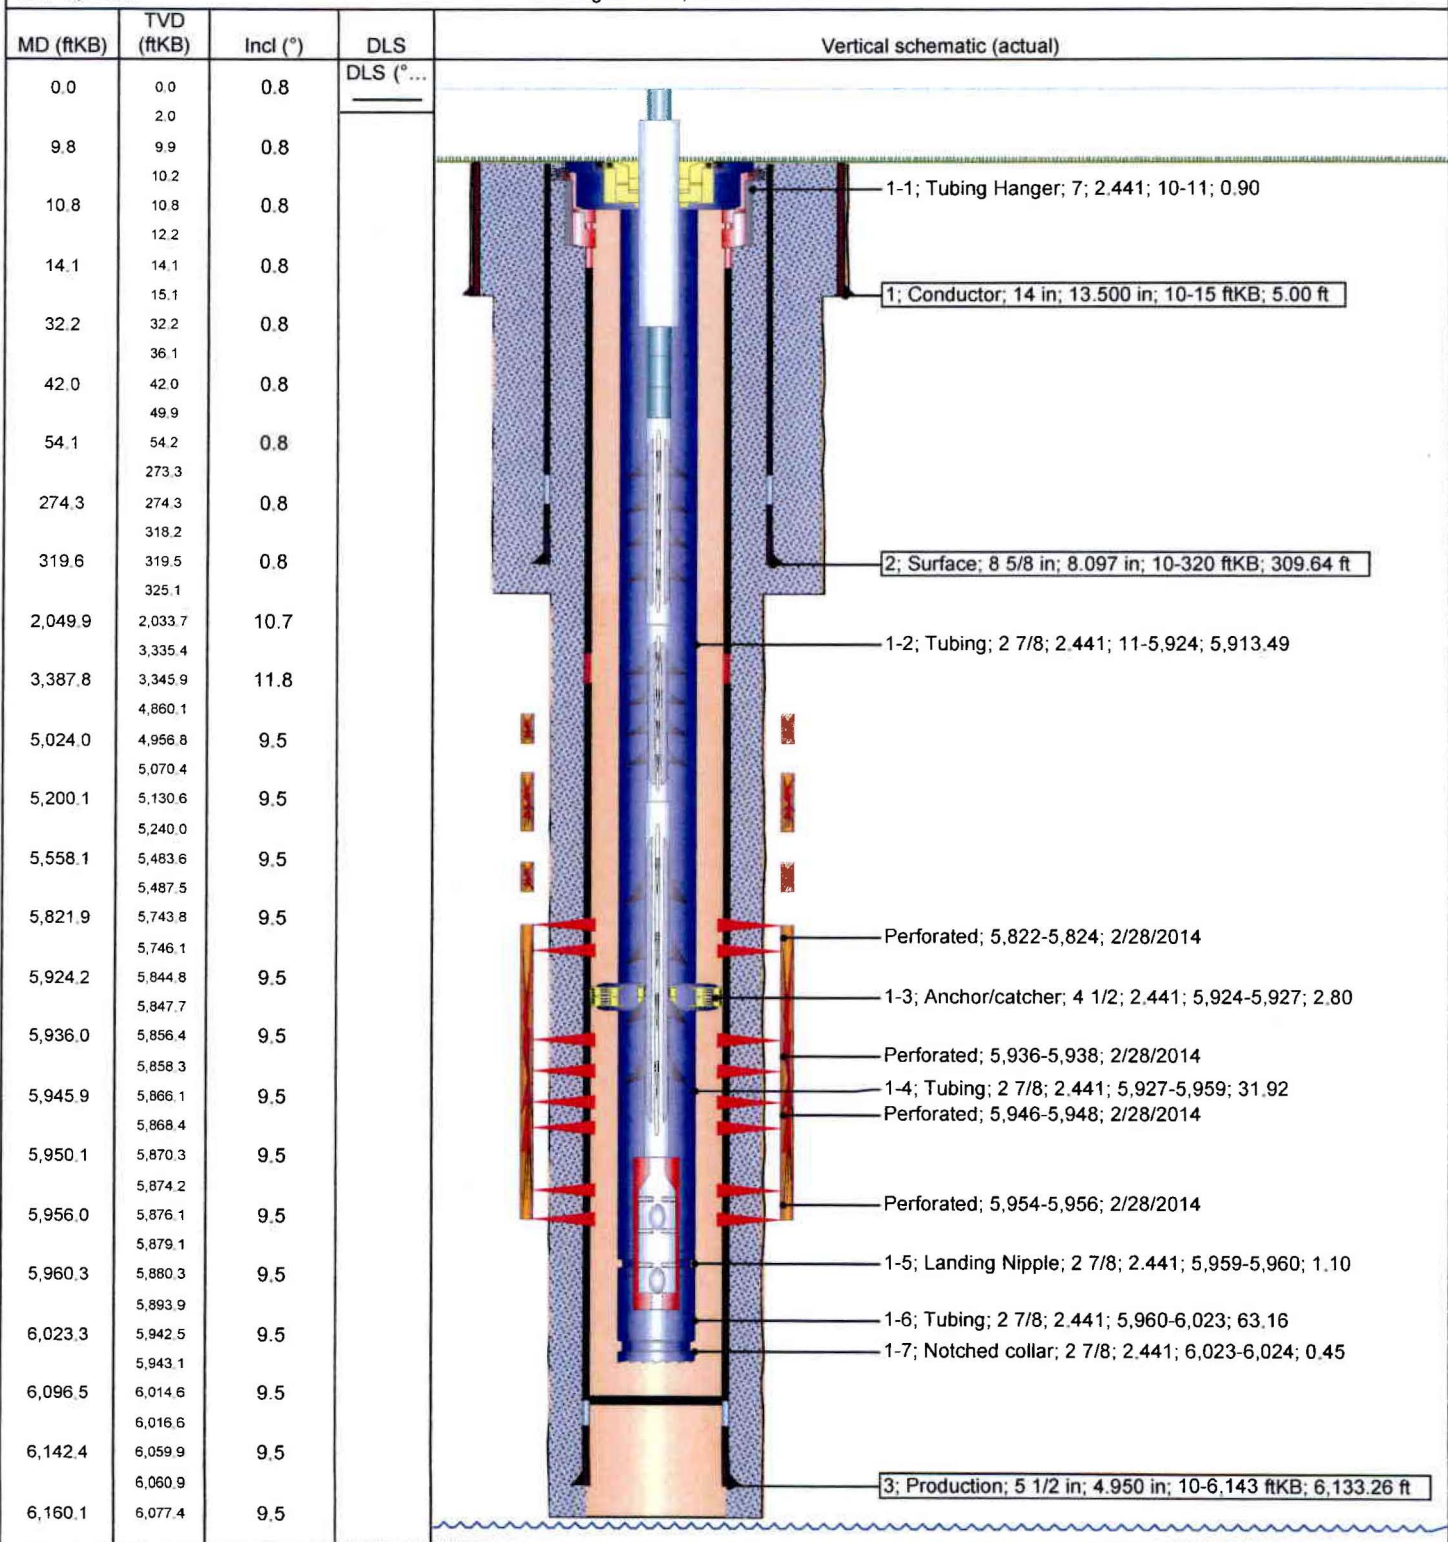 MD (ftKB) TVD (ftKB) Incl (°) DLS Vertical schematic (actual)
DLS (°...
0.0 0.0 0.8
2.0
9.8 9.9 0.8
10.2
10.8 10.8 0.8
12.2
14.1 14.1 0.8
15.1
32.2 32.2 0.8
36.1
42.0 42.0 0.8
49.9
54.1 54.2 0.8
273.3
274.3 274.3 0.8
318.2
319.6 319.5 0.8
325.1
2,049.9 2,033.7 10.7
3,335.4
3,387.8 3,345.9 11.8
4,860.1
5,024.0 4,956.8 9.5
5,070.4
5,200.1 5,130.6 9.5
5,240.0
5,558.1 5,483.6 9.5
5,487.5
5,821.9 5,743.8 9.5
5,746.1
5,924.2 5,844.8 9.5
5,847.7
5,936.0 5,856.4 9.5
5,858.3
5,945.9 5,866.1 9.5
5,868.4
5,950.1 5,870.3 9.5
5,874.2
5,956.0 5,876.1 9.5
5,879.1
5,960.3 5,880.3 9.5
5,893.9
6,023.3 5,942.5 9.5
5,943.1
6,096.5 6,014.6 9.5
6,016.6
6,142.4 6,059.9 9.5
6,060.9
6,160.1 6,077.4 9.5
1-1; Tubing Hanger; 7; 2.441; 10-11; 0.90
1; Conductor; 14 in; 13.500 in; 10-15 ftKB; 5.00 ft
2; Surface; 8 5/8 in; 8.097 in; 10-320 ftKB; 309.64 ft
1-2; Tubing; 2 7/8; 2.441; 11-5,924; 5,913.49
Perforated; 5,822-5,824; 2/28/2014
1-3; Anchor/catcher; 4 1/2; 2.441; 5,924-5,927; 2.80
Perforated; 5,936-5,938; 2/28/2014
1-4; Tubing; 2 7/8; 2.441; 5,927-5,959; 31.92
Perforated; 5,946-5,948; 2/28/2014
Perforated; 5,954-5,956; 2/28/2014
1-5; Landing Nipple; 2 7/8; 2.441; 5,959-5,960; 1.10
1-6; Tubing; 2 7/8; 2.441; 5,960-6,023; 63.16
1-7; Notched collar; 2 7/8; 2.441; 6,023-6,024; 0.45
3; Production; 5 1/2 in; 4.950 in; 10-6,143 ftKB; 6,133.26 ft